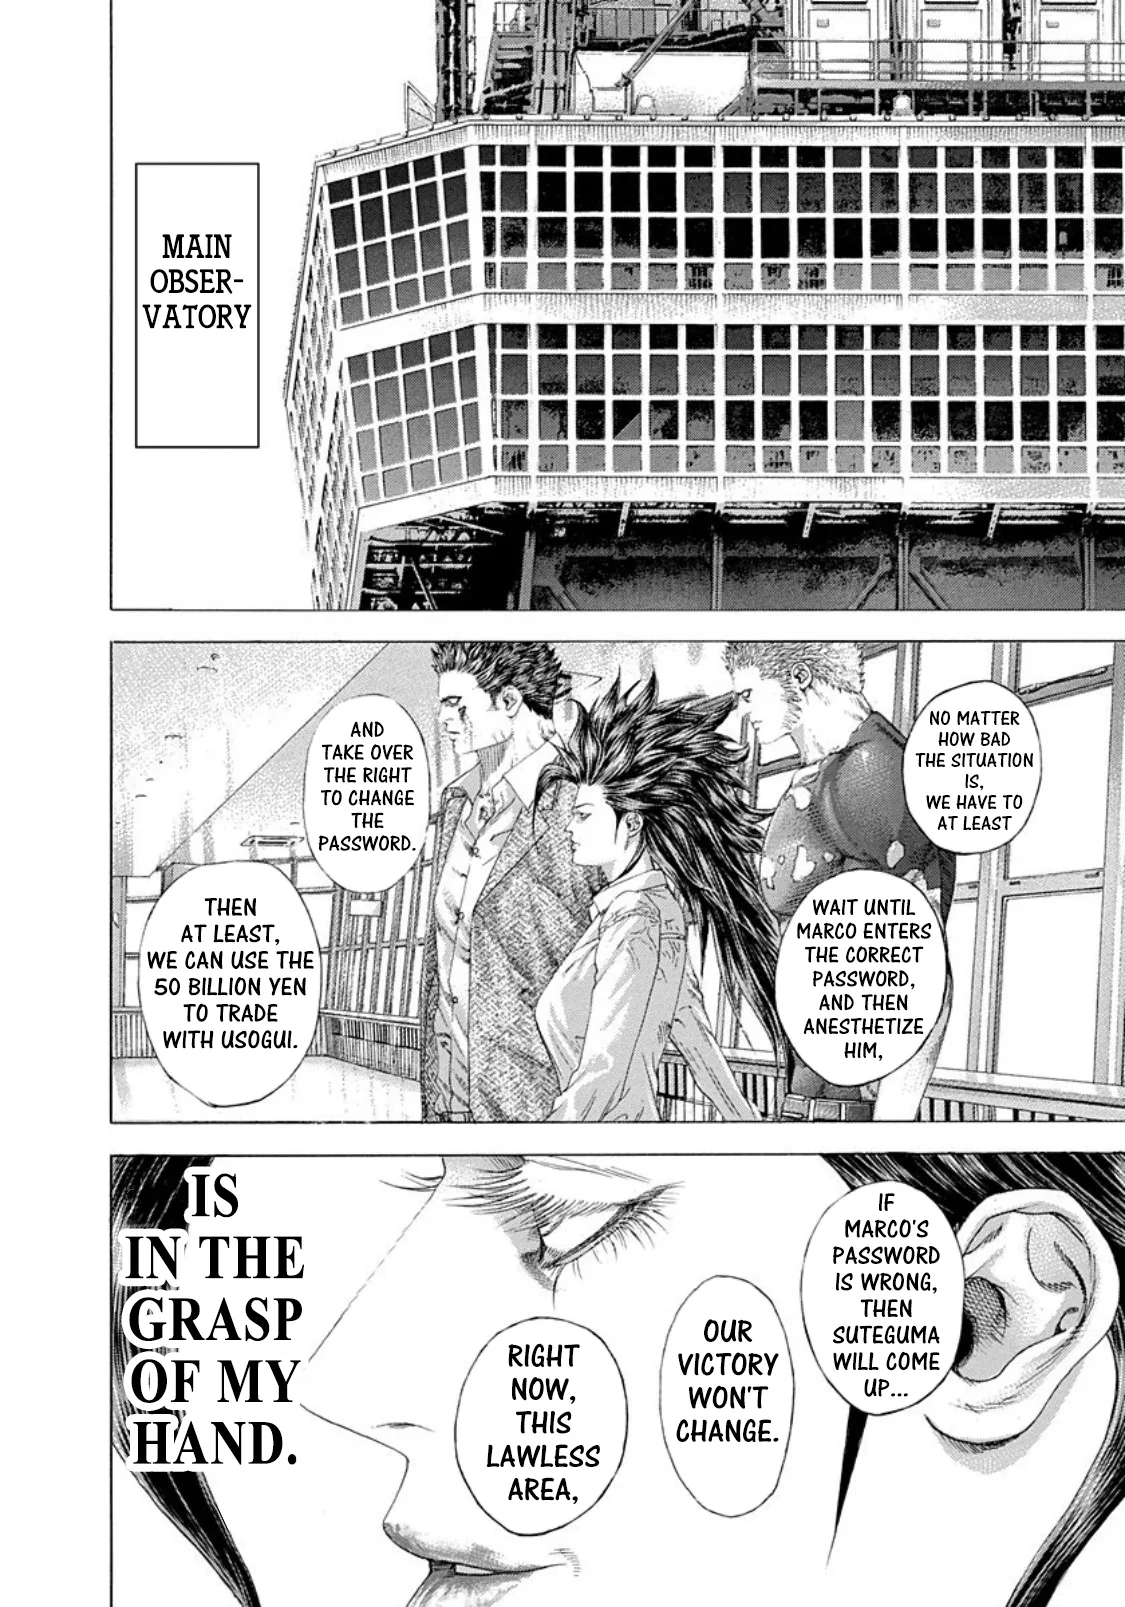 MAIN
OBSER-
VATORY
NO MATTER
HOW BAD
THE SITUATION
IS,
WE HAVE TO
AT LEAST
WAIT UNTIL
MARCO ENTERS
THE CORRECT
PASSWORD,
AND THEN
ANESTHETIZE
HIM,
AND
TAKE OVER
THE RIGHT
TO CHANGE
THE
PASSWORD.
THEN
AT LEAST,
WE CAN USE THE
50 BILLION YEN
TO TRADE
WITH USOGUI.
IF
MARCO'S
PASSWORD
IS WRONG,
THEN
SUTEGUMA
WILL COME
UP...
OUR
VICTORY
WON'T
CHANGE.
RIGHT
NOW,
THIS
LAWLESS
AREA,
IS
IN THE
GRASP
OF MY
HAND.